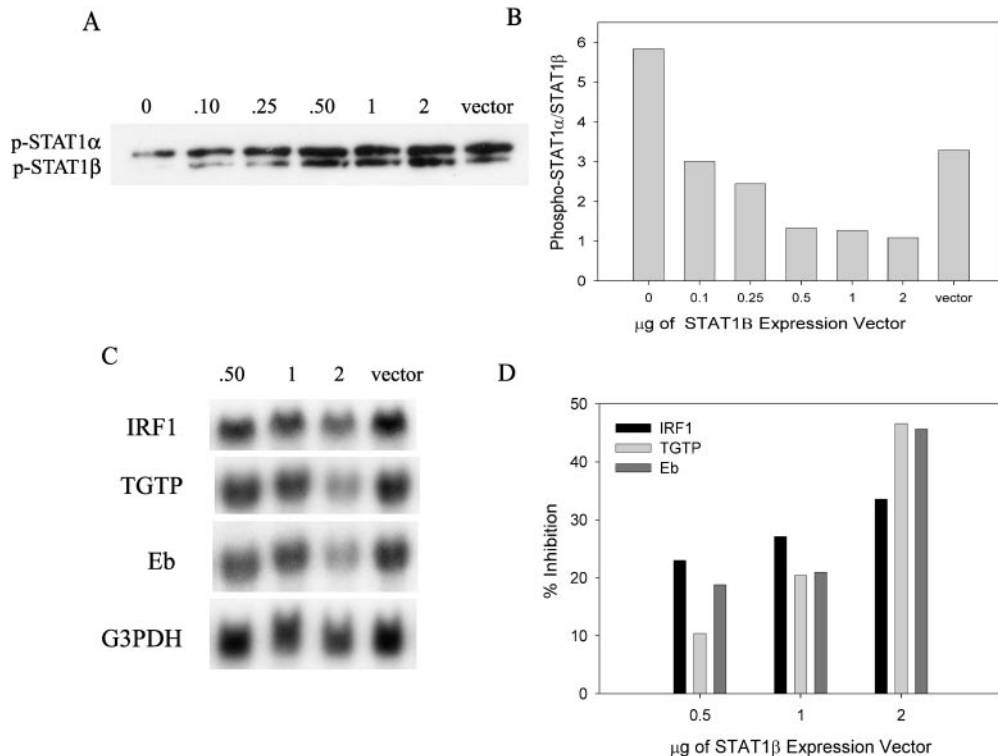 A
0 .10 .25 .50 1 2 vector
p-STAT1α
p-STAT1β
B
Phospho-STAT1α/STAT1β
6
5
4
3
2
1
0
0 0.1 0.25 0.5 1 2 vector
μg of STAT1B Expression Vector
C
.50 1 2 vector
IRF1
TGTP
Eb
G3PDH
D
% Inhibition
50
40
30
20
10
0
IRF1
TGTP
Eb
0.5 1 2
μg of STAT1β Expression Vector